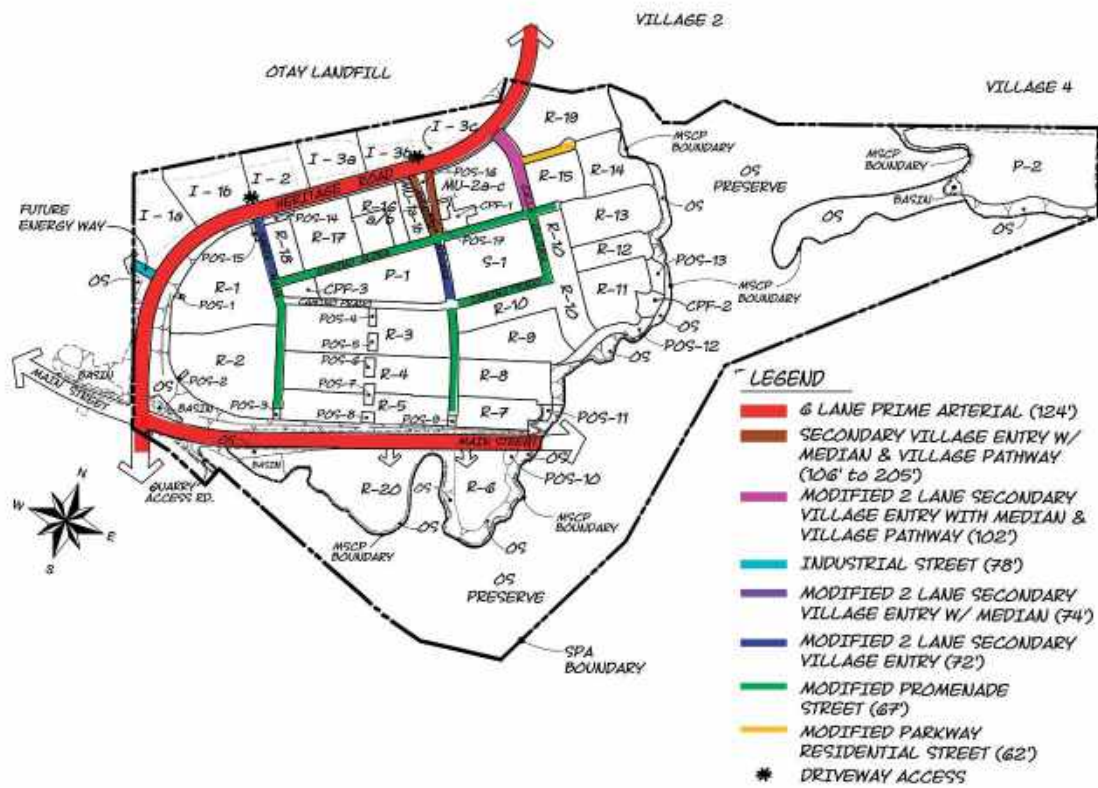 VILLAGE 2
OTAY LANDFILL
VILLAGE 4
I - 3c
R-19
MSCP
BOUNDARY
I - 3b
I - 3a
I - 2
I - 1b
I - 1a
HERITAGE ROAD
POS-16
MU-2a-c
CPF-1
R-15
R-14
OS
PRESERVE
MSCP
BOUNDARY
P-2
BASIN
OS
OS
FUTURE
ENERGY WAY
POS-14
R-16
a/b
R-17
R-18
POS-15
POS-17
R-13
OS
R-12
POS-13
R-10
S-1
P-1
CPF-3
OS
R-1
POS-1
R-11
CPF-2
MSCP
BOUNDARY
OS
POS-4
R-3
R-10
R-10
POS-12
OS
POS-5
R-9
R-2
POS-6
R-4
R-8
POS-7
R-5
R-7
POS-2
POS-3
POS-8
POS-9
POS-11
BASIN
MAIN STREET
OS
BASIN
OS
BASIN
MAIN STREET
OS
POS-10
QUARRY
ACCESS RD.
R-20
OS
R-6
MSCP
BOUNDARY
OS
OS
MSCP
BOUNDARY
OS
PRESERVE
SPA
BOUNDARY
N
W
E
S
LEGEND
6 LANE PRIME ARTERIAL (124')
SECONDARY VILLAGE ENTRY W/
MEDIAN & VILLAGE PATHWAY
(106' to 205')
MODIFIED 2 LANE SECONDARY
VILLAGE ENTRY WITH MEDIAN &
VILLAGE PATHWAY (102')
INDUSTRIAL STREET (78')
MODIFIED 2 LANE SECONDARY
VILLAGE ENTRY W/ MEDIAN (74')
MODIFIED 2 LANE SECONDARY
VILLAGE ENTRY (72')
MODIFIED PROMENADE
STREET (67')
MODIFIED PARKWAY
RESIDENTIAL STREET (62')
DRIVEWAY ACCESS